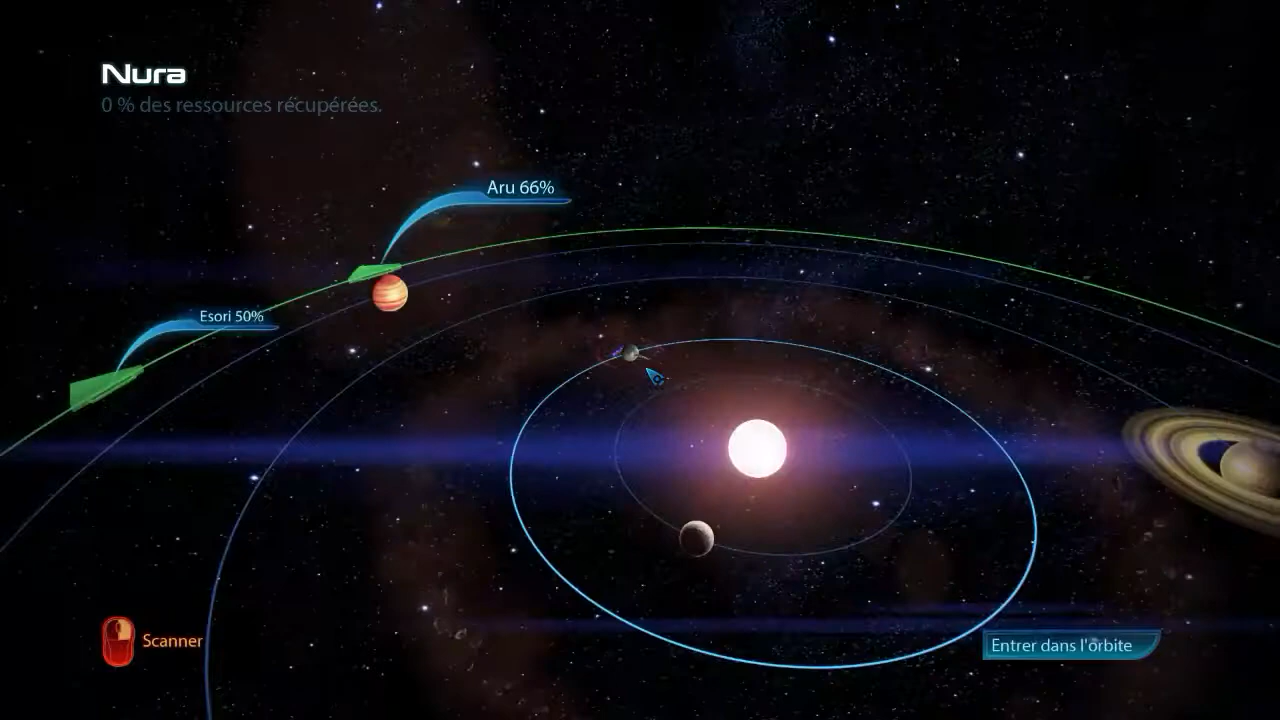 Nura
0 % des ressources récupérées.
Aru 66%
Esori 50%
Scanner
Entrer dans l'orbite